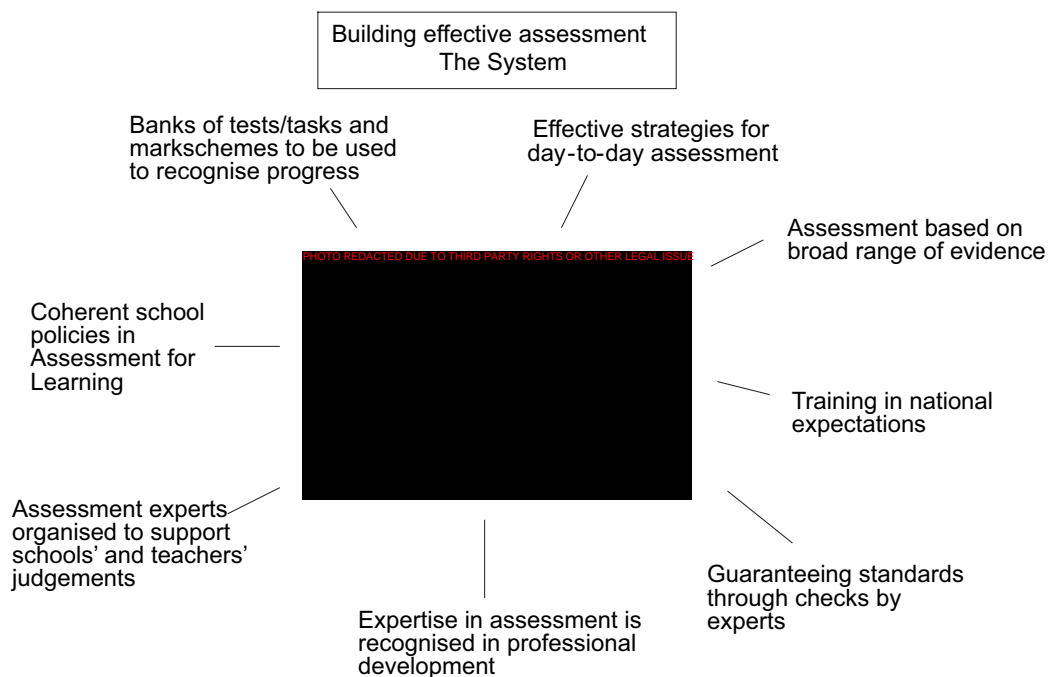 Building effective assessment
The System
Banks of tests/tasks and
markschemes to be used
to recognise progress
Effective strategies for
day-to-day assessment
Assessment based on
broad range of evidence
PHOTO REDACTED DUE TO THIRD PARTY RIGHTS OR OTHER LEGAL ISSUE
Coherent school
policies in
Assessment for
Learning
Training in national
expectations
Assessment experts
organised to support
schools’ and teachers’
judgements
Guaranteeing standards
through checks by
experts
Expertise in assessment is
recognised in professional
development